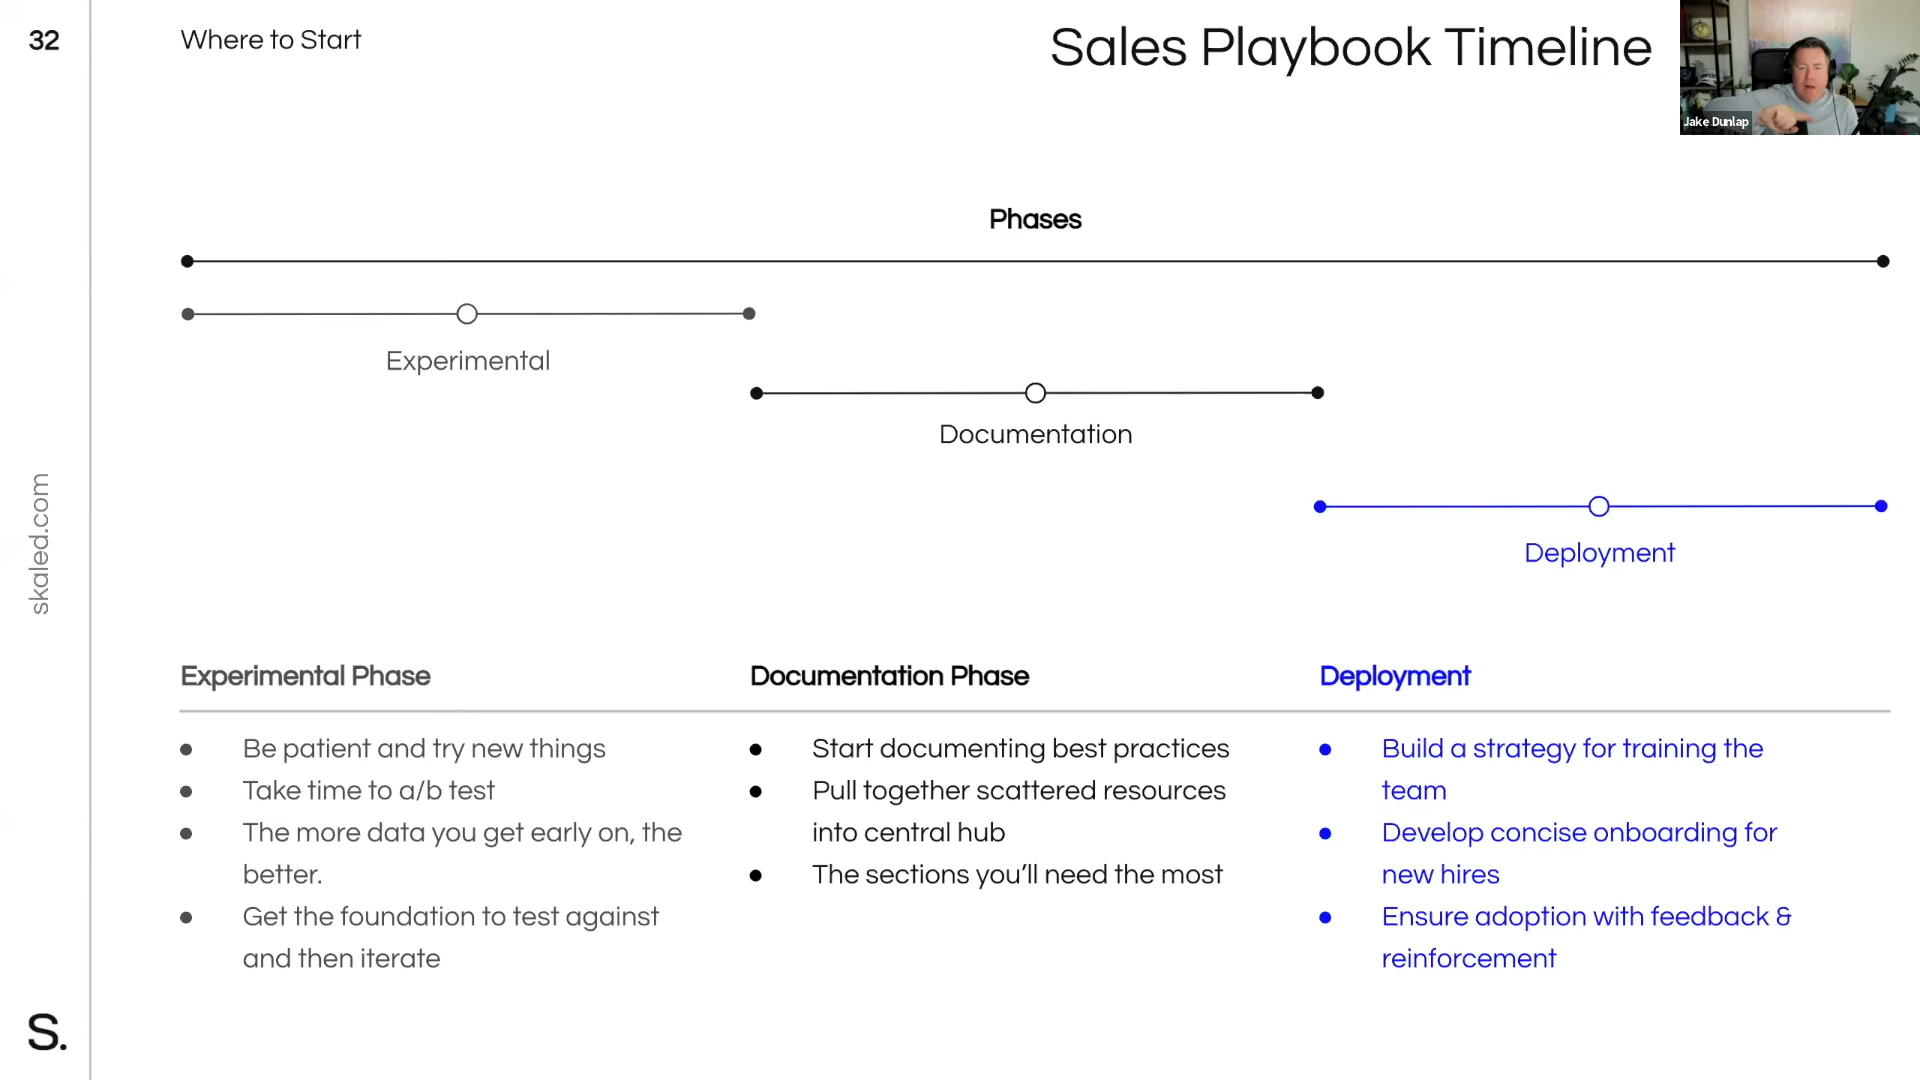 32
Where to Start
Sales Playbook Timeline
Jake Dunlap
Phases
Experimental
Documentation
Deployment
skaled.com
Experimental Phase
Be patient and try new things
Take time to a/b test
The more data you get early on, the
better.
Get the foundation to test against
and then iterate
Documentation Phase
Start documenting best practices
Pull together scattered resources
into central hub
The sections you’ll need the most
Deployment
Build a strategy for training the
team
Develop concise onboarding for
new hires
Ensure adoption with feedback &
reinforcement
S.